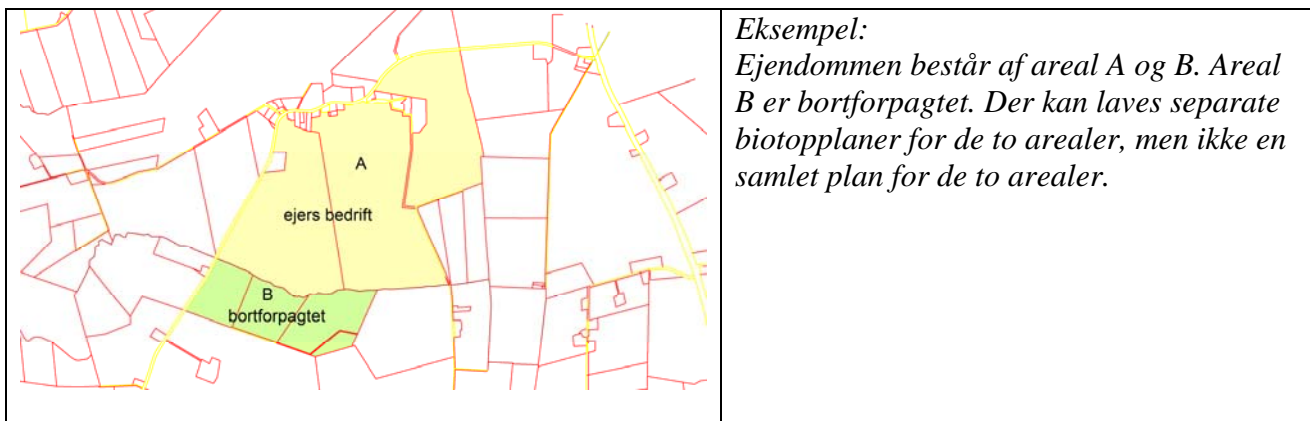 A
ejers bedrift
B
bortforpagtet
Eksempel:
Ejendommen består af areal A og B. Areal
B er bortforpagtet. Der kan laves separate
biotopplaner for de to arealer, men ikke en
samlet plan for de to arealer.